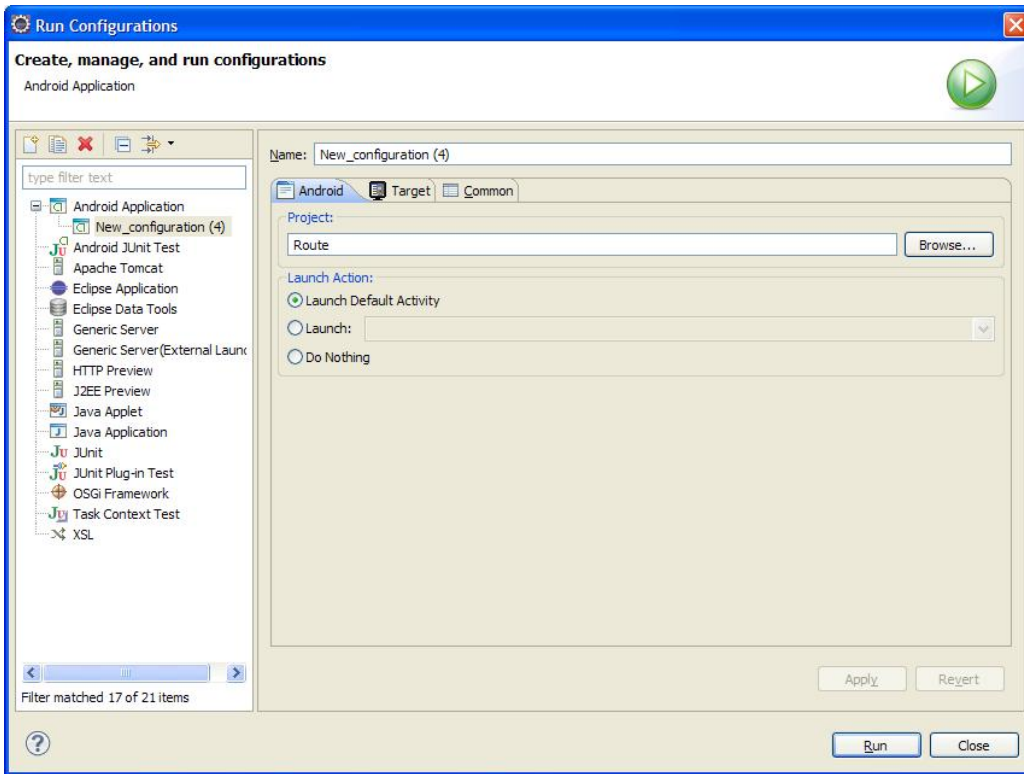 Run Configurations
Create, manage, and run configurations
Android Application
type filter text
Android Application
New_configuration (4)
Android JUnit Test
Apache Tomcat
Eclipse Application
Eclipse Data Tools
Generic Server
Generic Server(External Launc
HTTP Preview
J2EE Preview
Java Applet
Java Application
JUnit
JUnit Plug-in Test
OSGi Framework
Task Context Test
XSL
Filter matched 17 of 21 items
Name: New_configuration (4)
Android Target Common
Project:
Route Browse...
Launch Action:
Launch Default Activity
Launch:
Do Nothing
Apply Revert
Run Close